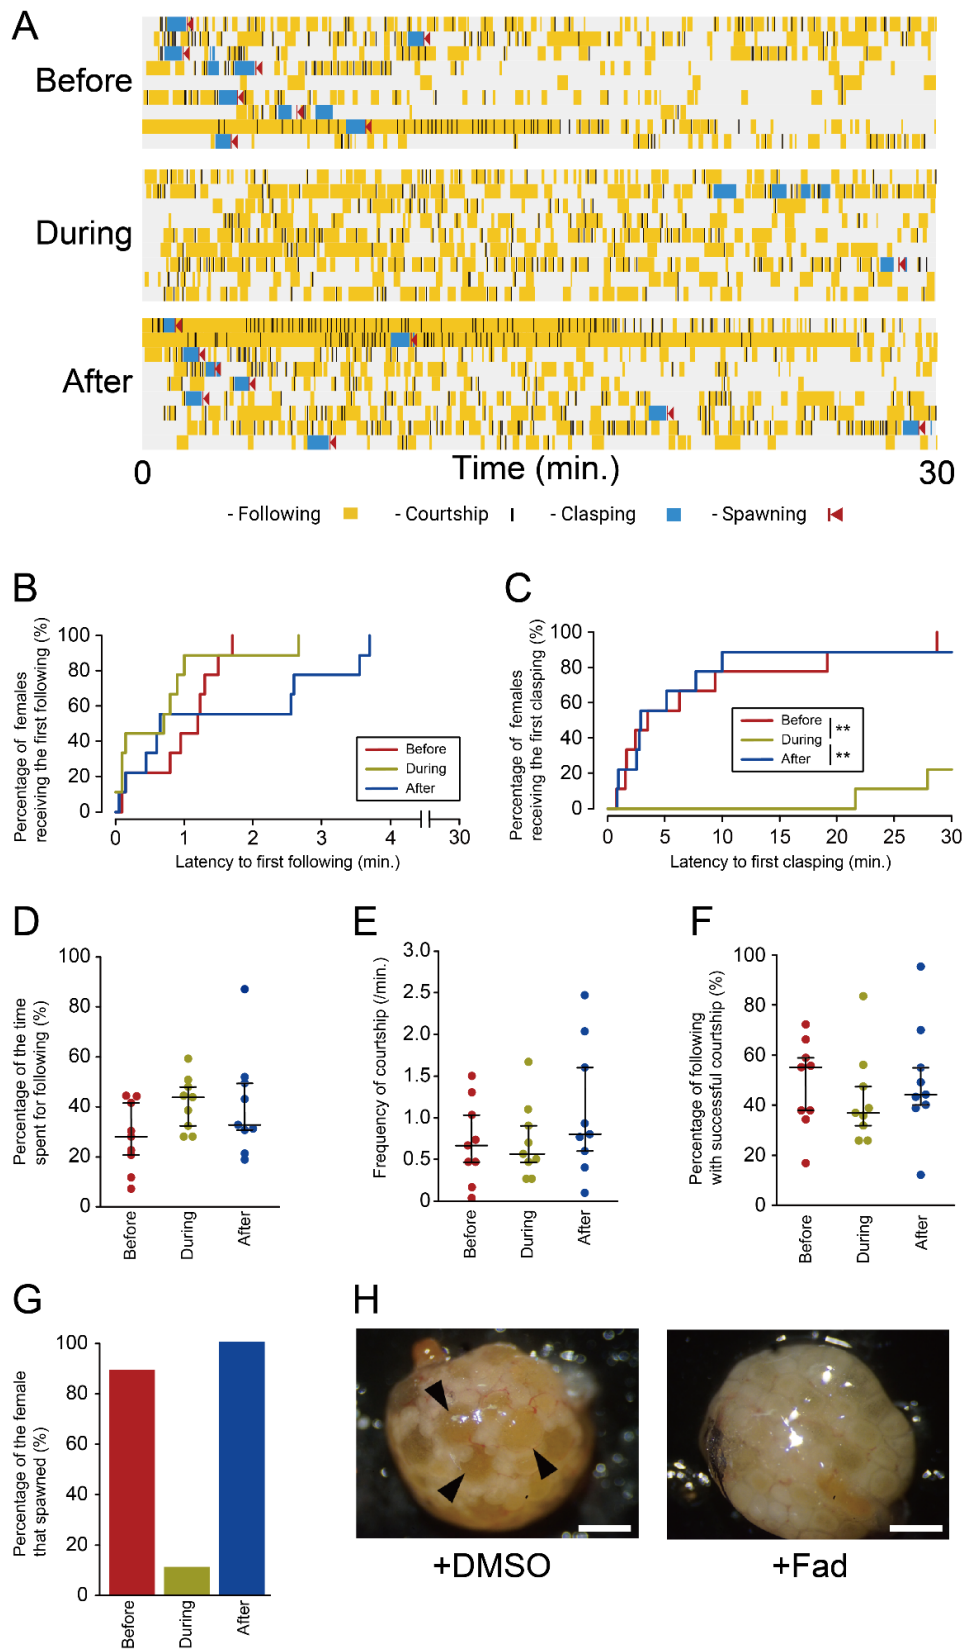 A
Before
During
After
0
Time (min.)
30
- Following
- Courtship
- Clasping
- Spawning
B
Percentage of females
receiving the first following (%)
100
80
60
40
20
0
Before
During
After
0
1
2
3
4
30
Latency to first following (min.)
C
Percentage of females
receiving the first clasping (%)
100
80
60
40
20
0
Before
During
After
**
**
0
5
10
15
20
25
30
Latency to first clasping (min.)
D
Percentage of the time
spent for following (%)
100
80
60
40
20
0
Before
During
After
E
Frequency of courtship (/min.)
3.0
2.5
2.0
1.5
1.0
0.5
0
Before
During
After
F
Percentage of following
with successful courtship (%)
100
80
60
40
20
0
Before
During
After
G
Percentage of the female
that spawned (%)
100
80
60
40
20
0
Before
During
After
H
+DMSO
+Fad